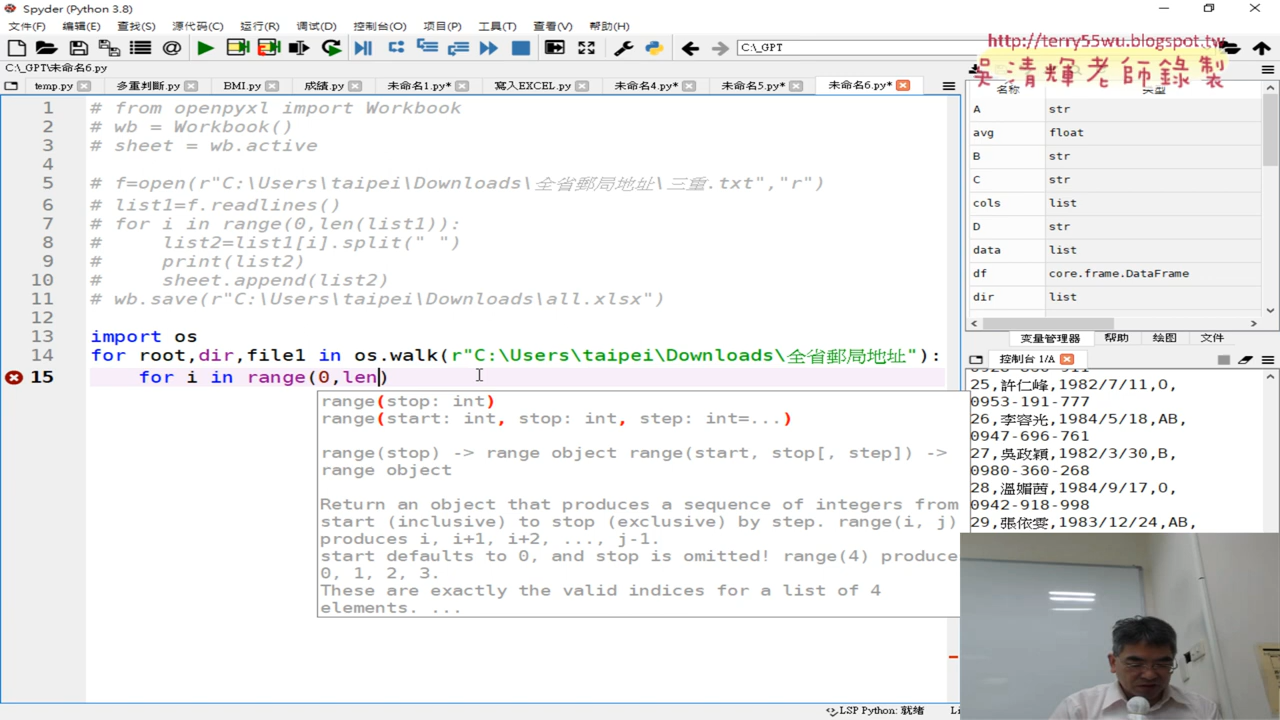 Spyder (Python 3.8)
文件(F) 编辑(E) 查找(S) 源代码(C) 运行(R) 调试(D) 控制台(O) 项目(P) 工具(T) 查看(V) 帮助(H)
C:\_GPT
http://terry55wu.blogspot.tw
吳清輝老師錄製
C:\_GPT\未命名6.py
temp.py 多重判斷.py BMI.py 成績.py 未命名1.py* 寫入EXCEL.py 未命名4.py* 未命名5.py* 未命名6.py*
1 # from openpyxl import Workbook
2 # wb = Workbook()
3 # sheet = wb.active
4
5 # f=open(r"C:\Users\taipei\Downloads\全省郵局地址\三重.txt","r")
6 # list1=f.readlines()
7 # for i in range(0,len(list1)):
8 #     list2=list1[i].split(" ")
9 #     print(list2)
10 #     sheet.append(list2)
11 # wb.save(r"C:\Users\taipei\Downloads\all.xlsx")
12
13 import os
14 for root,dir,file1 in os.walk(r"C:\Users\taipei\Downloads\全省郵局地址"):
15     for i in range(0,len)
range(stop: int)
range(start: int, stop: int, step: int=...)
range(stop) -> range object range(start, stop[, step]) ->
range object
Return an object that produces a sequence of integers from
start (inclusive) to stop (exclusive) by step. range(i, j)
produces i, i+1, i+2, ..., j-1.
start defaults to 0, and stop is omitted! range(4) produce
0, 1, 2, 3.
These are exactly the valid indices for a list of 4
elements. ...
名称 类型
A str
avg float
B str
C str
cols list
D str
data list
df core.frame.DataFrame
dir list
变量管理器 帮助 绘图 文件
控制台 1/A
25,許仁峰,1982/7/11,O,
0953-191-777
26,李容光,1984/5/18,AB,
0947-696-761
27,吳政穎,1982/3/30,B,
0980-360-268
28,溫媚茜,1984/9/17,O,
0942-918-998
29,張依雯,1983/12/24,AB,
LSP Python: 就绪